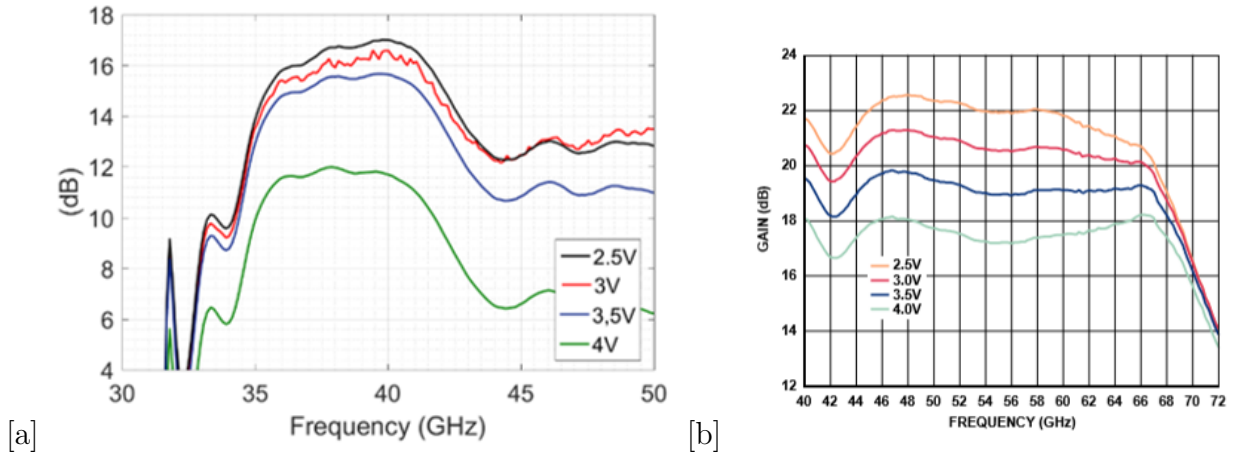 18
16
14
12
10
8
6
4
30
35
40
45
50
(dB)
Frequency (GHz)
2.5V
3V
3,5V
4V
[a]
24
22
20
18
16
14
12
40 42 44 46 48 50 52 54 56 58 60 62 64 66 68 70 72
GAIN (dB)
FREQUENCY (GHz)
2.5V
3.0V
3.5V
4.0V
[b]